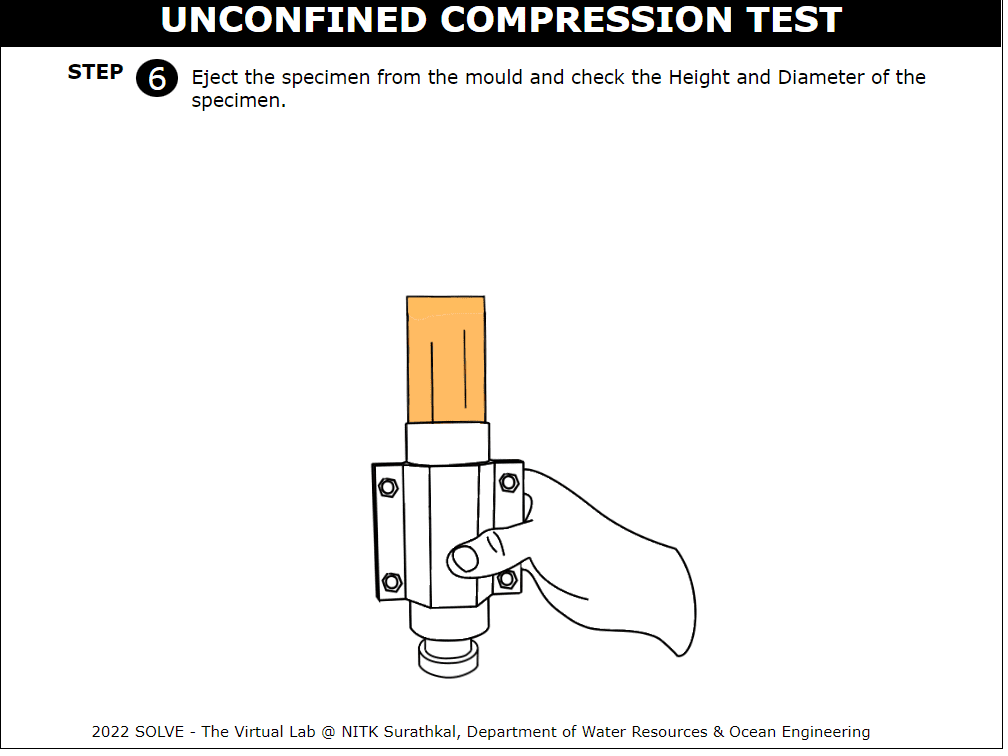 UNCONFINED COMPRESSION TEST
STEP 6 Eject the specimen from the mould and check the Height and Diameter of the
specimen.
2022 SOLVE - The Virtual Lab @ NITK Surathkal, Department of Water Resources & Ocean Engineering